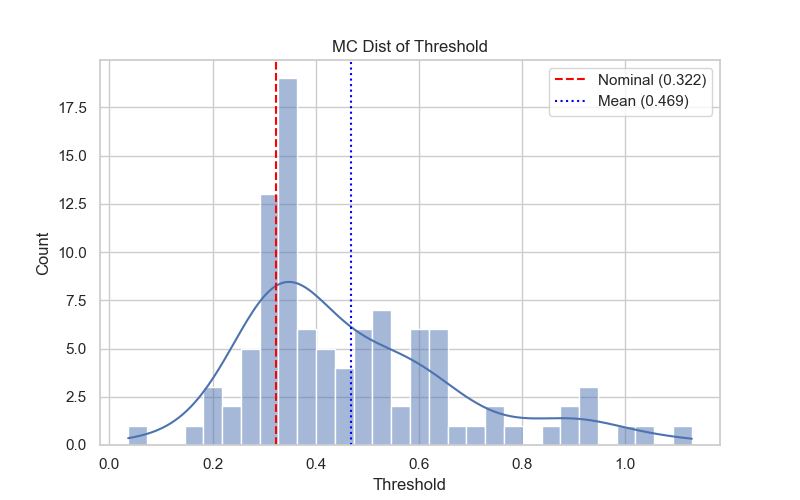 MC Dist of Threshold
Nominal (0.322)
Mean (0.469)
Count
17.5
15.0
12.5
10.0
7.5
5.0
2.5
0.0
0.0 0.2 0.4 0.6 0.8 1.0
Threshold